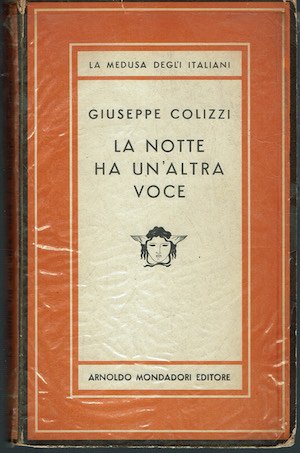 LA MEDUSA DEGL'ITALIANI
GIUSEPPE COLIZZI
LA NOTTE
HA UN'ALTRA
VOCE
ARNOLDO MONDADORI EDITORE